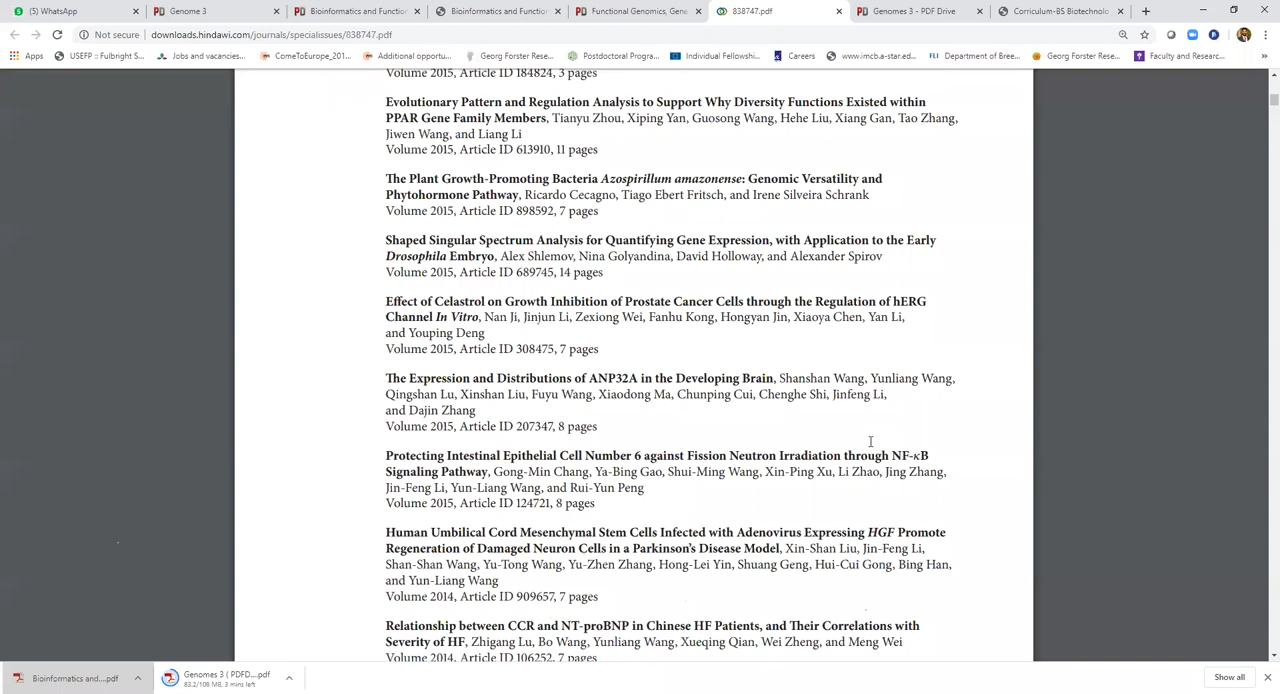 (5) WhatsApp
Genome 3
Bioinformatics and Function
Bioinformatics and Function
Functional Genomics, Gene
838747.pdf
Genomes 3 - PDF Drive
Corriculum-BS Biotechnolo
Not secure
downloads.hindawi.com/journals/specialissues/838747.pdf
Apps
USEFP :: Fulbright S...
Jobs and vacancies...
ComeToEurope_201...
Additional opportu...
Georg Forster Rese...
Postdoctoral Progra...
Individual Fellowshi...
Careers
www.imcb.a-star.ed...
Department of Bree...
Georg Forster Rese...
Faculty and Researc...
Volume 2015, Article ID 184824, 3 pages
Evolutionary Pattern and Regulation Analysis to Support Why Diversity Functions Existed within
PPAR Gene Family Members, Tianyu Zhou, Xiping Yan, Guosong Wang, Hehe Liu, Xiang Gan, Tao Zhang,
Jiwen Wang, and Liang Li
Volume 2015, Article ID 613910, 11 pages
The Plant Growth-Promoting Bacteria Azospirillum amazonense: Genomic Versatility and
Phytohormone Pathway, Ricardo Cecagno, Tiago Ebert Fritsch, and Irene Silveira Schrank
Volume 2015, Article ID 898592, 7 pages
Shaped Singular Spectrum Analysis for Quantifying Gene Expression, with Application to the Early
Drosophila Embryo, Alex Shlemov, Nina Golyandina, David Holloway, and Alexander Spirov
Volume 2015, Article ID 689745, 14 pages
Effect of Celastrol on Growth Inhibition of Prostate Cancer Cells through the Regulation of hERG
Channel In Vitro, Nan Ji, Jinjun Li, Zexiong Wei, Fanhu Kong, Hongyan Jin, Xiaoya Chen, Yan Li,
and Youping Deng
Volume 2015, Article ID 308475, 7 pages
The Expression and Distributions of ANP32A in the Developing Brain, Shanshan Wang, Yunliang Wang,
Qingshan Lu, Xinshan Liu, Fuyu Wang, Xiaodong Ma, Chunping Cui, Chenghe Shi, Jinfeng Li,
and Dajin Zhang
Volume 2015, Article ID 207347, 8 pages
Protecting Intestinal Epithelial Cell Number 6 against Fission Neutron Irradiation through NF-κB
Signaling Pathway, Gong-Min Chang, Ya-Bing Gao, Shui-Ming Wang, Xin-Ping Xu, Li Zhao, Jing Zhang,
Jin-Feng Li, Yun-Liang Wang, and Rui-Yun Peng
Volume 2015, Article ID 124721, 8 pages
Human Umbilical Cord Mesenchymal Stem Cells Infected with Adenovirus Expressing HGF Promote
Regeneration of Damaged Neuron Cells in a Parkinson's Disease Model, Xin-Shan Liu, Jin-Feng Li,
Shan-Shan Wang, Yu-Tong Wang, Yu-Zhen Zhang, Hong-Lei Yin, Shuang Geng, Hui-Cui Gong, Bing Han,
and Yun-Liang Wang
Volume 2014, Article ID 909657, 7 pages
Relationship between CCR and NT-proBNP in Chinese HF Patients, and Their Correlations with
Severity of HF, Zhigang Lu, Bo Wang, Yunliang Wang, Xueqing Qian, Wei Zheng, and Meng Wei
Volume 2014, Article ID 106252, 7 pages
Bioinformatics and....pdf
Genomes 3 ( PDFD....pdf
83.2/109 MB, 3 mins left
Show all